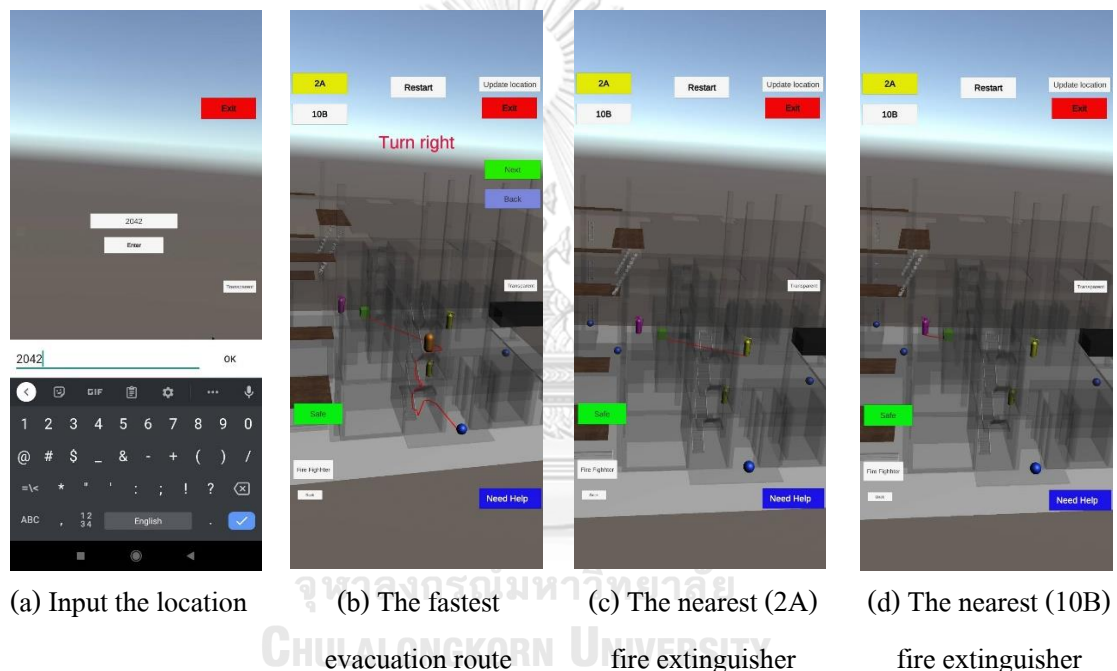 Exit
2042
Enter
Transparent
2042
OK
GIF
1 2 3 4 5 6 7 8 9 0
@ # $ _ & - + ( ) /
=\< * " ' : ; ! ?
ABC , 12 34 English .
2A
Restart
Update location
Exit
10B
Turn right
Next
Back
Transparent
Safe
Fire Fighter
Back
Need Help
2A
Restart
Update location
Exit
10B
Transparent
Safe
Fire Fighter
Back
Need Help
2A
Restart
Update location
Exit
10B
Transparent
Safe
Fire Fighter
Back
Need Help
(a) Input the location
(b) The fastest
evacuation route
(c) The nearest (2A)
fire extinguisher
(d) The nearest (10B)
fire extinguisher
จุฬาลงกรณ์มหาวิทยาลัย
CHULALONGKORN UNIVERSITY